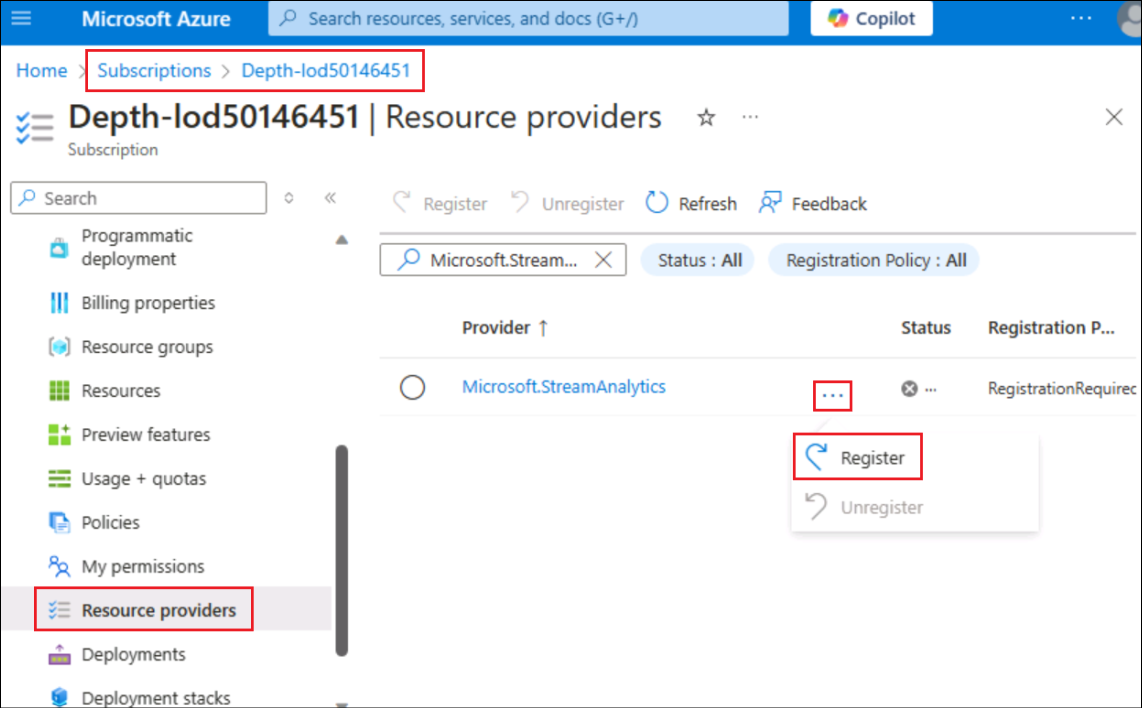 Microsoft Azure
Search resources, services, and docs (G+/)
Copilot
...
Home > Subscriptions > Depth-lod50146451
Depth-lod50146451 | Resource providers
...
Subscription
Search
Register
Unregister
Refresh
Feedback
Programmatic
deployment
Billing properties
Resource groups
Resources
Preview features
Usage + quotas
Policies
My permissions
Resource providers
Deployments
Deployment stacks
Microsoft.Stream...
Status : All
Registration Policy : All
Provider ↑
Status
Registration P...
Microsoft.StreamAnalytics
...
...
RegistrationRequired
Register
Unregister